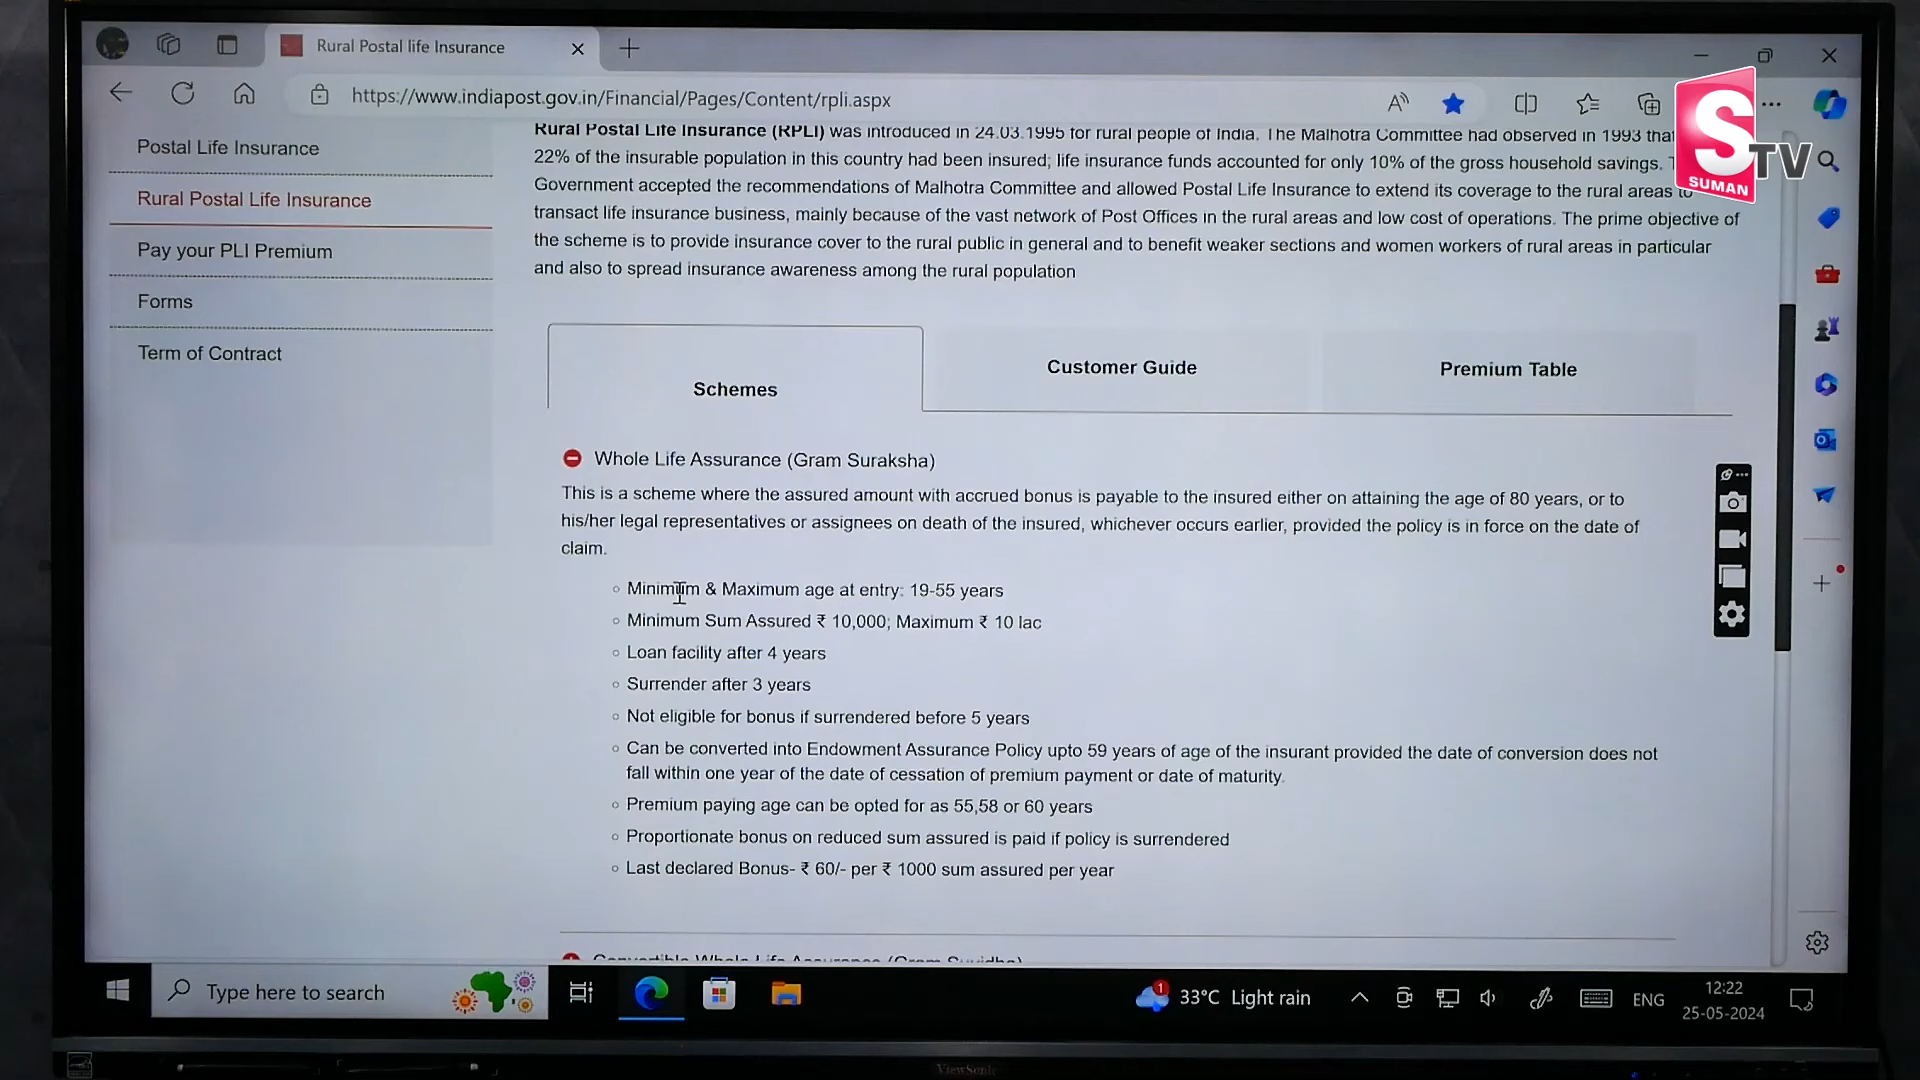 Rural Postal life Insurance
https://www.indiapost.gov.in/Financial/Pages/Content/rpli.aspx
S TV
SUMAN
Postal Life Insurance
Rural Postal Life Insurance
Pay your PLI Premium
Forms
Term of Contract
Rural Postal Life Insurance (RPLI) was introduced in 24.03.1995 for rural people of India. The Malhotra Committee had observed in 1993
22% of the insurable population in this country had been insured; life insurance funds accounted for only 10% of the gross household savings.
Government accepted the recommendations of Malhotra Committee and allowed Postal Life Insurance to extend its coverage to the rural areas to
transact life insurance business, mainly because of the vast network of Post Offices in the rural areas and low cost of operations. The prime objective of
the scheme is to provide insurance cover to the rural public in general and to benefit weaker sections and women workers of rural areas in particular
and also to spread insurance awareness among the rural population
Schemes
Customer Guide
Premium Table
Whole Life Assurance (Gram Suraksha)
This is a scheme where the assured amount with accrued bonus is payable to the insured either on attaining the age of 80 years, or to
his/her legal representatives or assignees on death of the insured, whichever occurs earlier, provided the policy is in force on the date of
claim.
Minimum & Maximum age at entry: 19-55 years
Minimum Sum Assured ₹ 10,000; Maximum ₹ 10 lac
Loan facility after 4 years
Surrender after 3 years
Not eligible for bonus if surrendered before 5 years
Can be converted into Endowment Assurance Policy upto 59 years of age of the insurant provided the date of conversion does not
fall within one year of the date of cessation of premium payment or date of maturity.
Premium paying age can be opted for as 55,58 or 60 years
Proportionate bonus on reduced sum assured is paid if policy is surrendered
Last declared Bonus- ₹ 60/- per ₹ 1000 sum assured per year
Convertible Whole Life Assurance (Gram Suvidha)
Type here to search
1
33°C Light rain
ENG
12:22
25-05-2024
ViewSonic